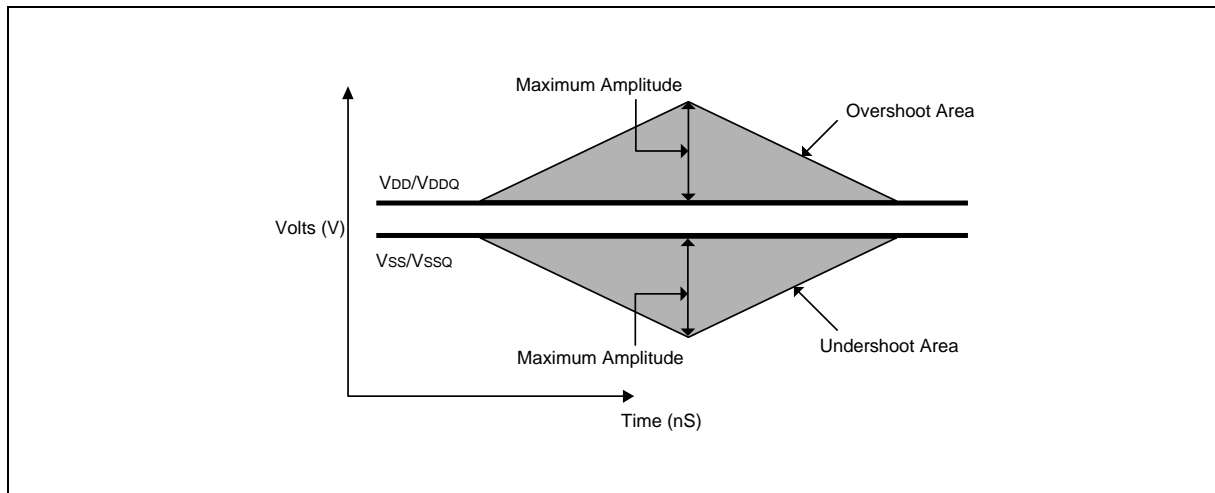 Maximum Amplitude
Overshoot Area
VDD/VDDQ
Volts (V)
VSS/VSSQ
Maximum Amplitude
Undershoot Area
Time (nS)